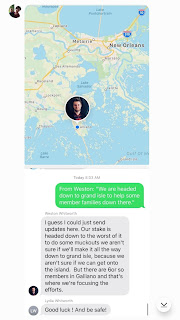 Metairie
New Orleans
Today 6:53 AM
From Weston: "We are headed
down to grand isle to help some
member families down there."
Weston Whitworth
I guess i could just send
updates here. Our stake is
headed down to the worst of it
to do some muckouts we aren't
sure if we'll make it all the way
down to grand isle, because we
aren't sure if we can get onto
the island. But there are 6or so
members in Galliano and that's
where we're focusing the
efforts.
Lydia Whitworth
LW
Good luck ! And be safe!